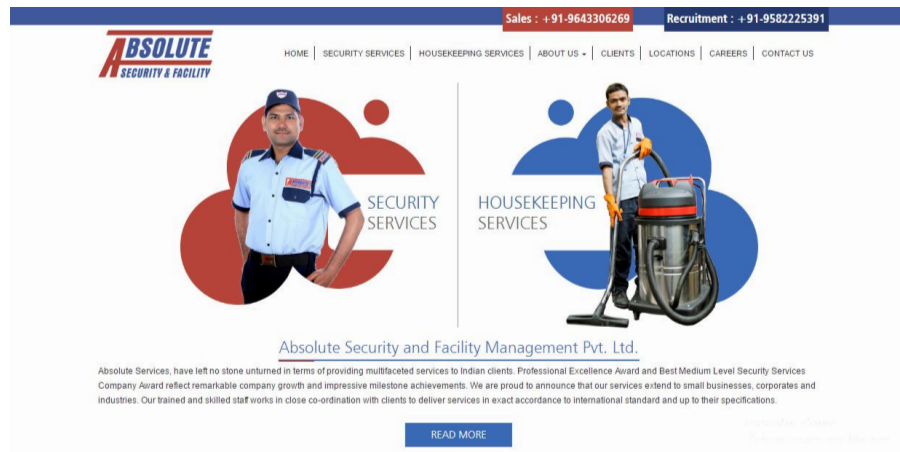 Sales : +91-9643306269
Recruitment : +91-9582225391
ABSOLUTE
SECURITY & FACILITY
HOME
SECURITY SERVICES
HOUSEKEEPING SERVICES
ABOUT US
CLIENTS
LOCATIONS
CAREERS
CONTACT US
ABSOLUTE
SECURITY
SERVICES
HOUSEKEEPING
SERVICES
Absolute Security and Facility Management Pvt. Ltd.
Absolute Services, have left no stone unturned in terms of providing multifaceted services to Indian clients. Professional Excellence Award and Best Medium Level Security Services
Company Award reflect remarkable company growth and impressive milestone achievements. We are proud to announce that our services extend to small businesses, corporates and
industries. Our trained and skilled staff works in close co-ordination with clients to deliver services in exact accordance to international standard and up to their specifications.
READ MORE